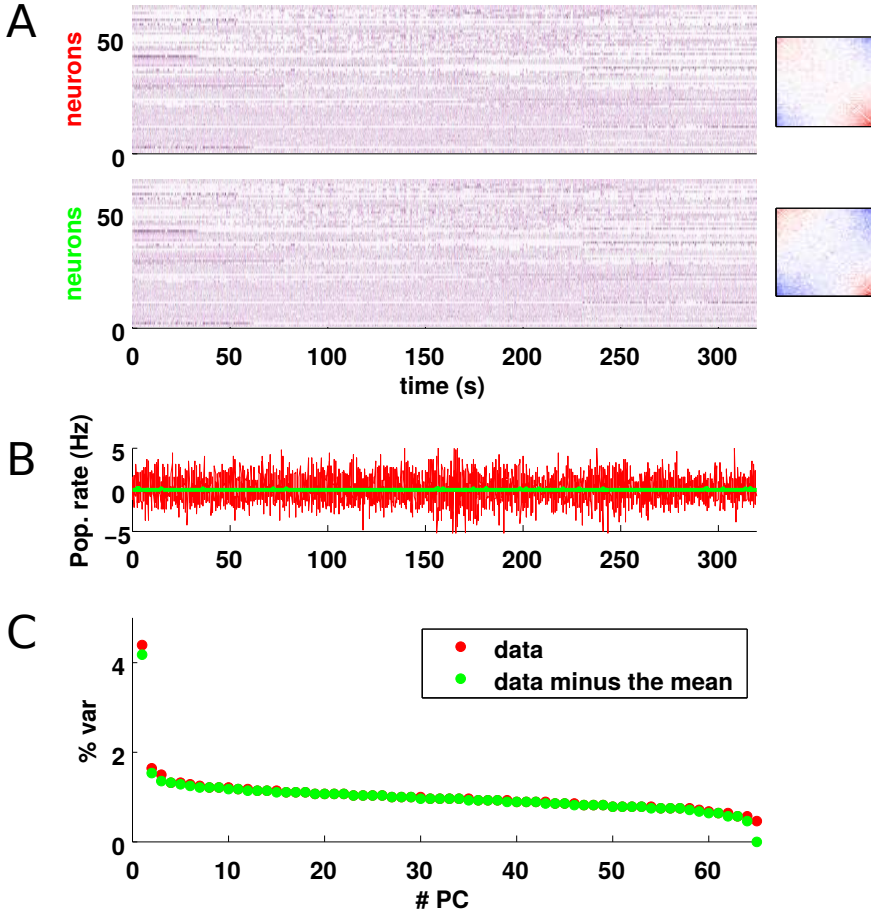 A
neurons
50
0
neurons
50
0
0 50 100 150 200 250 300
time (s)
B
Pop. rate (Hz)
5
0
−5
0 50 100 150 200 250 300
C
% var
4
2
0
data
data minus the mean
0 10 20 30 40 50 60
# PC